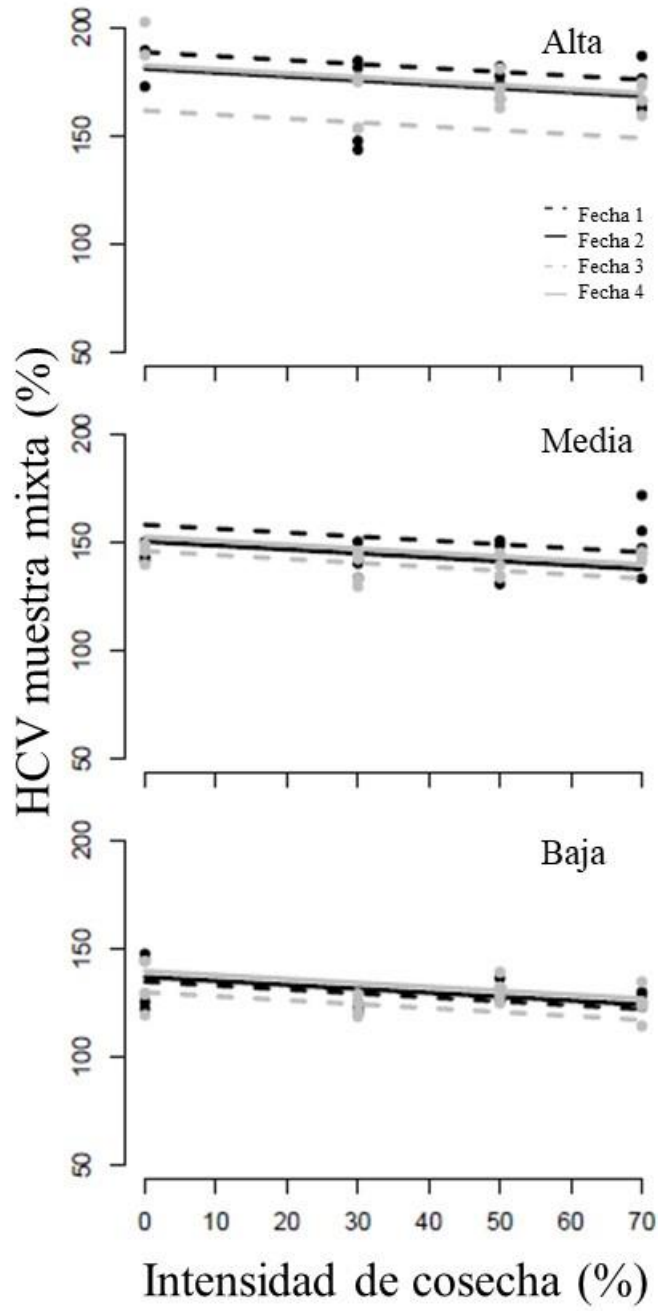 HCV muestra mixta (%)
200
150
100
50
Alta
Fecha 1
Fecha 2
Fecha 3
Fecha 4
200
150
100
50
Media
200
150
100
50
Baja
0 10 20 30 40 50 60 70
Intensidad de cosecha (%)